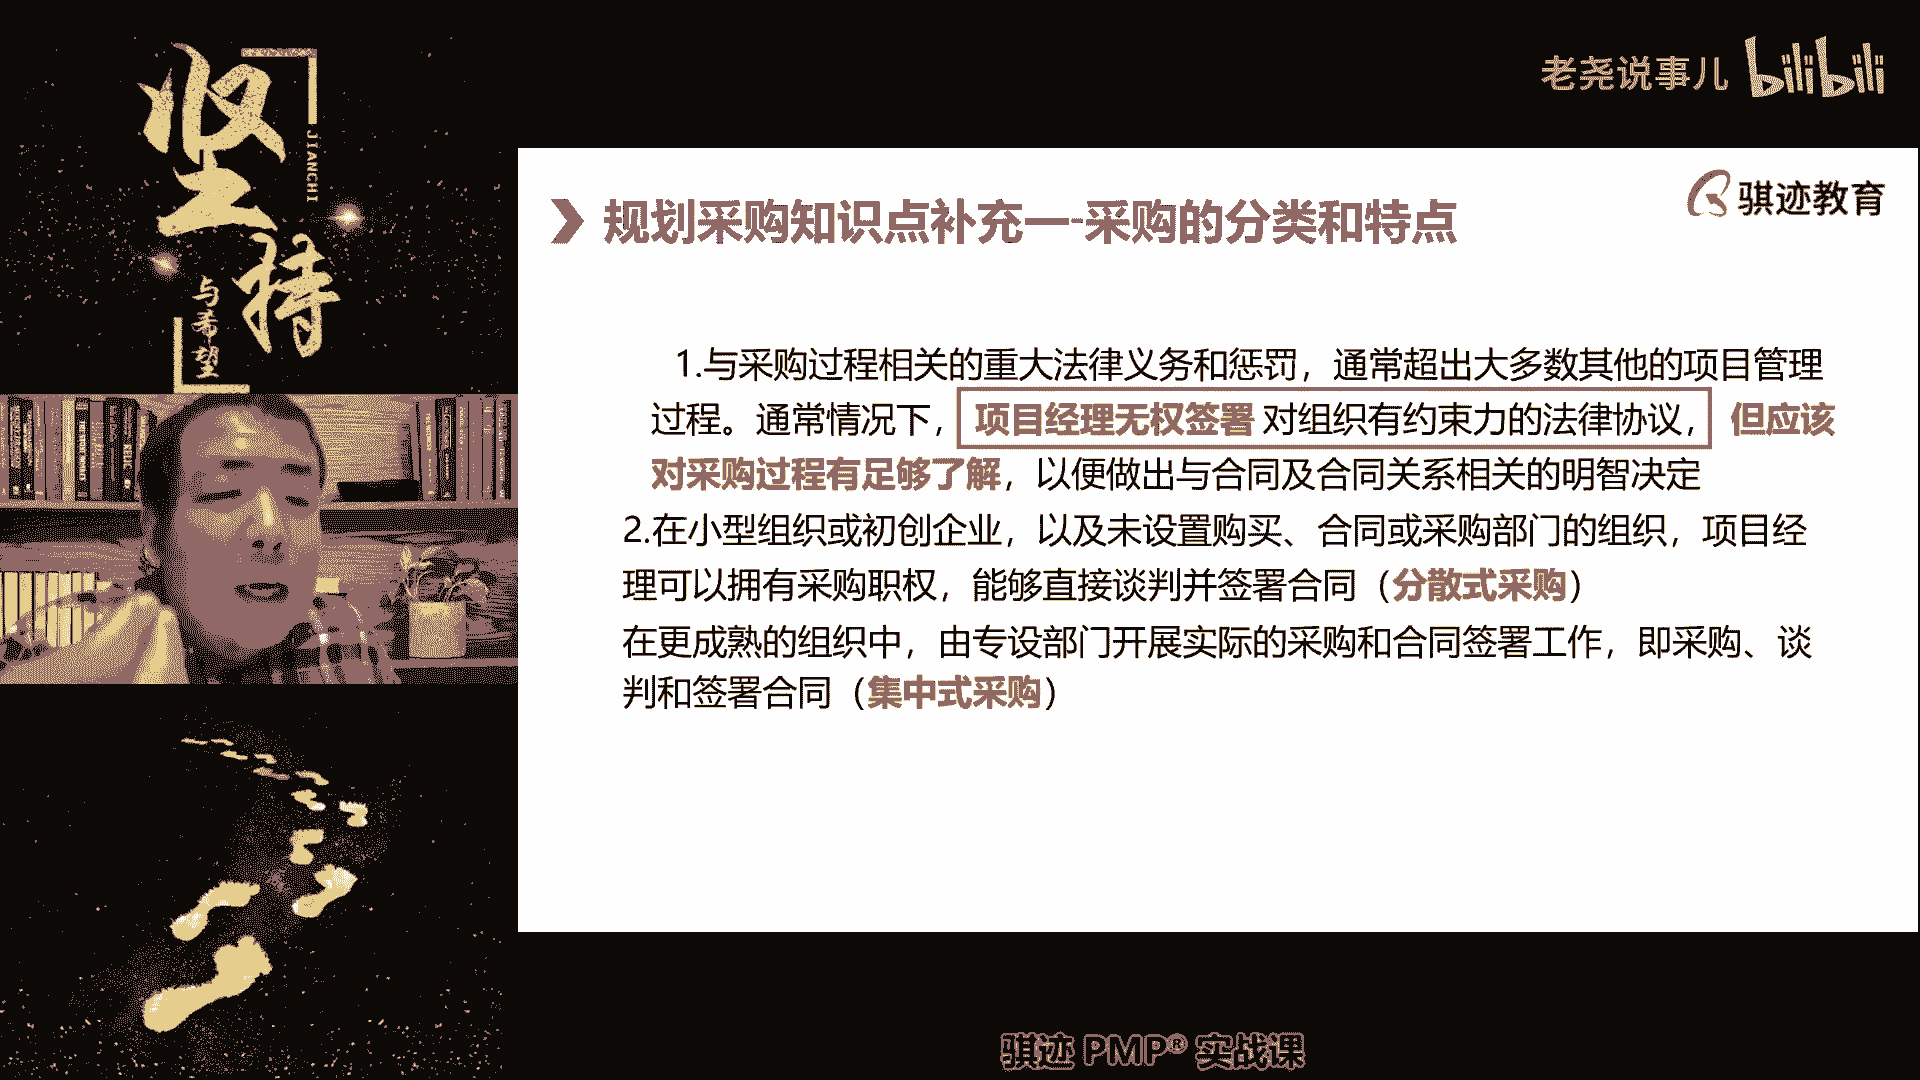 坚持
JIANCHI
与希望
老尧说事儿 bilibili
骐迹教育
规划采购知识点补充一-采购的分类和特点
1.与采购过程相关的重大法律义务和惩罚，通常超出大多数其他的项目管理
过程。通常情况下，项目经理无权签署 对组织有约束力的法律协议，但应该
对采购过程有足够了解，以便做出与合同及合同关系相关的明智决定
2.在小型组织或初创企业，以及未设置购买、合同或采购部门的组织，项目经
理可以拥有采购职权，能够直接谈判并签署合同（分散式采购）
在更成熟的组织中，由专设部门开展实际的采购和合同签署工作，即采购、谈
判和签署合同（集中式采购）
骐迹 PMP® 实战课